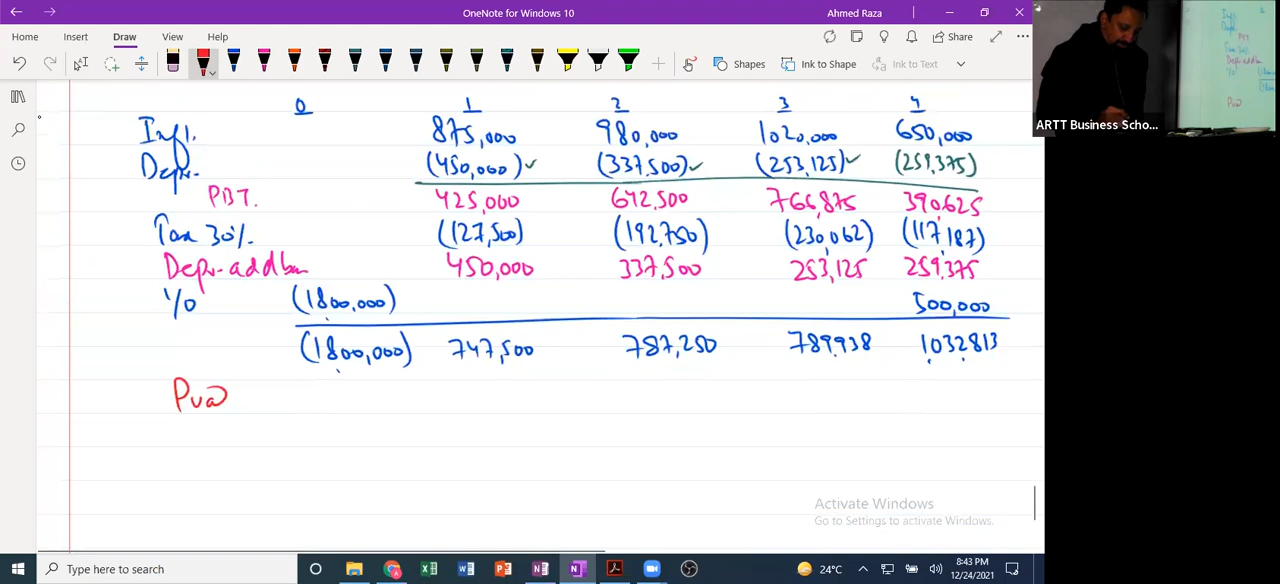 OneNote for Windows 10
Ahmed Raza
Home Insert Draw View Help
Share
Shapes Ink to Shape Ink to Text
ARTT Business Scho...
0 1 2 3 4
Infl. 875,000 980,000 1020,000 650,000
Depr. (450,000) ✓ (337,500) ✓ (253,125) ✓ (259,375)
PBT. 425,000 642,500 766,875 390,625
Tax 30% (127,500) (192,750) (230,062) (117,187)
Depr-addbac 450,000 337,500 253,125 259,375
I/O (1800,000) 500,000
(1800,000) 747,500 787,250 789,938 1032,813
Pv@
Activate Windows
Go to Settings to activate Windows.
Type here to search
24°C
8:43 PM
12/24/2021